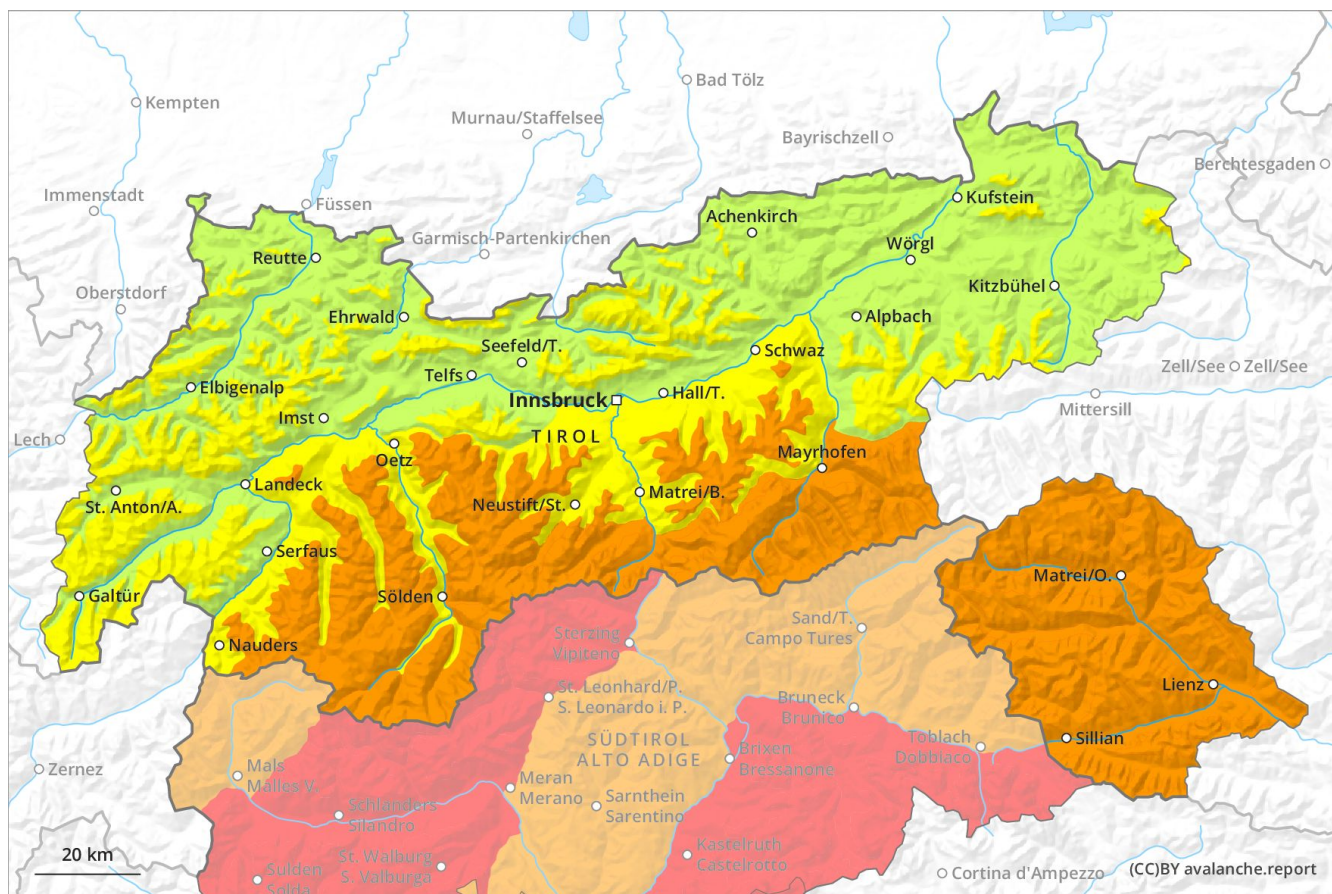 Bad Tölz
Kempten
Murnau/Staffelsee
Bayrischzell
Berchtesgaden
Immenstadt
Füssen
Kufstein
Achenkirch
Garmisch-Partenkirchen
Wörgl
Reutte
Kitzbühel
Oberstdorf
Ehrwald
Alpbach
Seefeld/T.
Schwaz
Zell/See
Zell/See
Telfs
Elbigenalp
Hall/T.
Innsbruck
Mittersill
Imst
Lech
TIROL
Mayrhofen
Oetz
Landeck
Matrei/B.
St. Anton/A.
Neustift/St.
Serfaus
Matrei/O.
Galtür
Sölden
Sand/T.
Campo Tures
Sterzing
Vipiteno
Nauders
Lienz
St. Leonhard/P.
S. Leonardo i. P.
Bruneck
Brunico
Sillian
Toblach
Dobbiaco
SÜDTIROL
ALTO ADIGE
Brixen
Bressanone
Zernez
Mals
Malles V.
Meran
Merano
Schlanders
Silandro
Sarnthein
Sarentino
Kastelruth
Castelrotto
20 km
St. Walburg
S. Valburga
Sulden
Solda
Cortina d'Ampezzo
(CC)BY avalanche.report